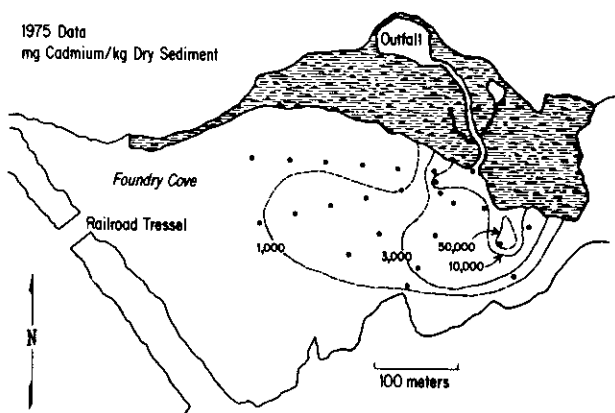 1975 Data
mg Cadmium/kg Dry Sediment
Outfall
Foundry Cove
Railroad Tressel
1,000
3,000
50,000
10,000
N
100 meters